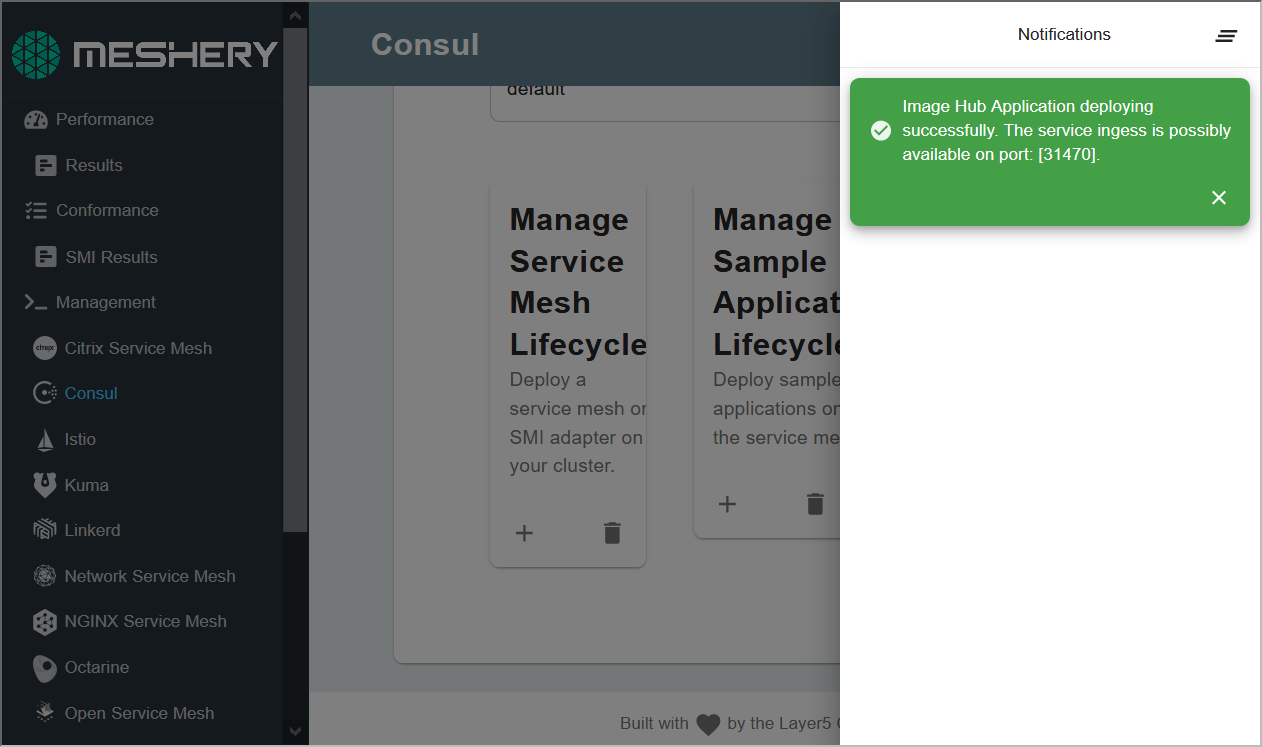 MESHERY
Performance
Results
Conformance
SMI Results
Management
citrix
Citrix Service Mesh
Consul
Istio
Kuma
Linkerd
Network Service Mesh
NGINX Service Mesh
Octarine
Open Service Mesh
Consul
default
Manage
Service
Mesh
Lifecycle
Deploy a
service mesh or
SMI adapter on
your cluster.
Manage
Sample
Applicat
Lifecycle
Deploy sample
applications on
the service me
Built with by the Layer5
Notifications
Image Hub Application deploying
successfully. The service ingess is possibly
available on port: [31470].